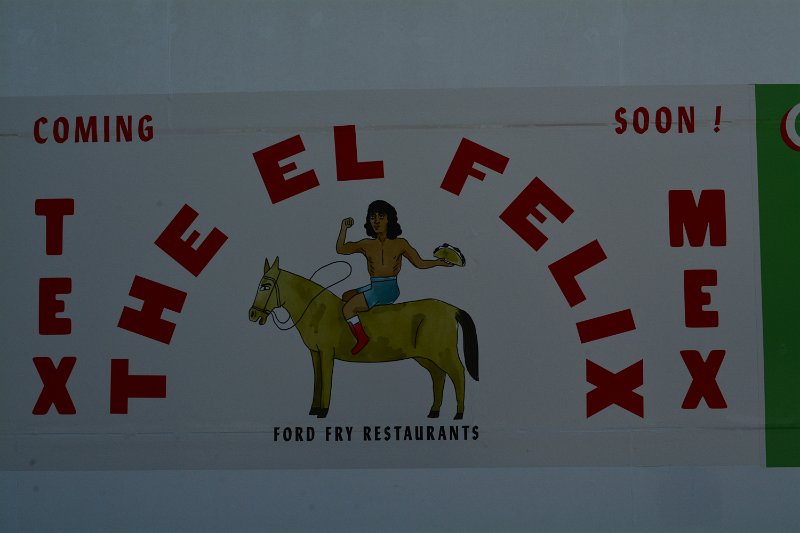 COMING SOON !
TEX MEX
THE EL FELIX
FORD FRY RESTAURANTS